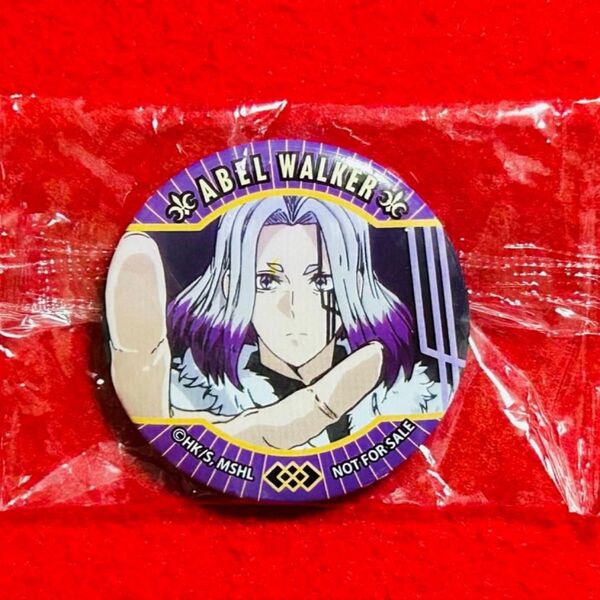 ABEL WALKER
©HK/S, MSHL
NOT FOR SALE